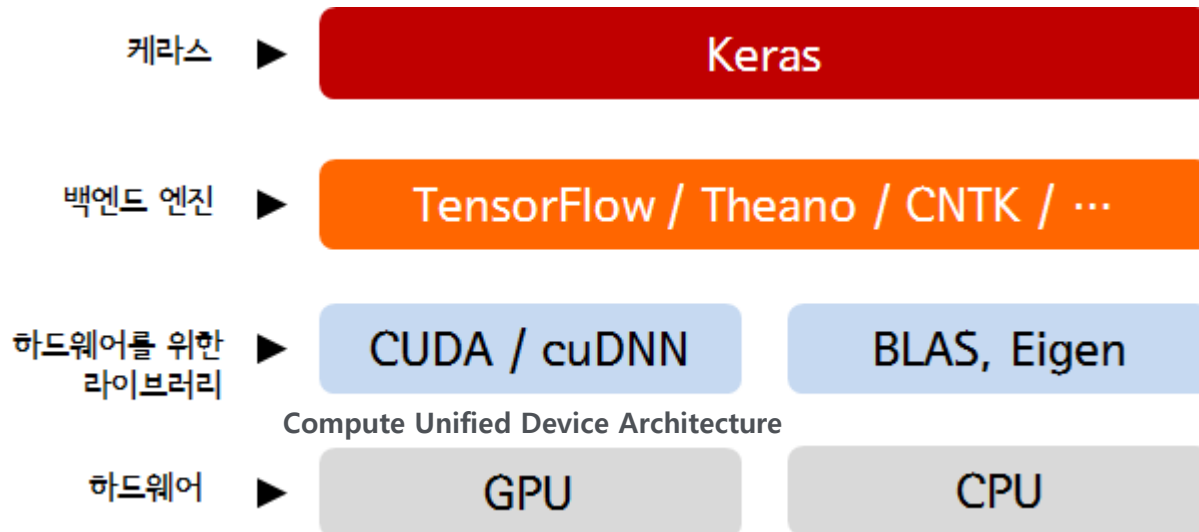 케라스 ▶ Keras
백엔드 엔진 ▶ TensorFlow / Theano / CNTK / ···
하드웨어를 위한
라이브러리 ▶ CUDA / cuDNN BLAS, Eigen
Compute Unified Device Architecture
하드웨어 ▶ GPU CPU